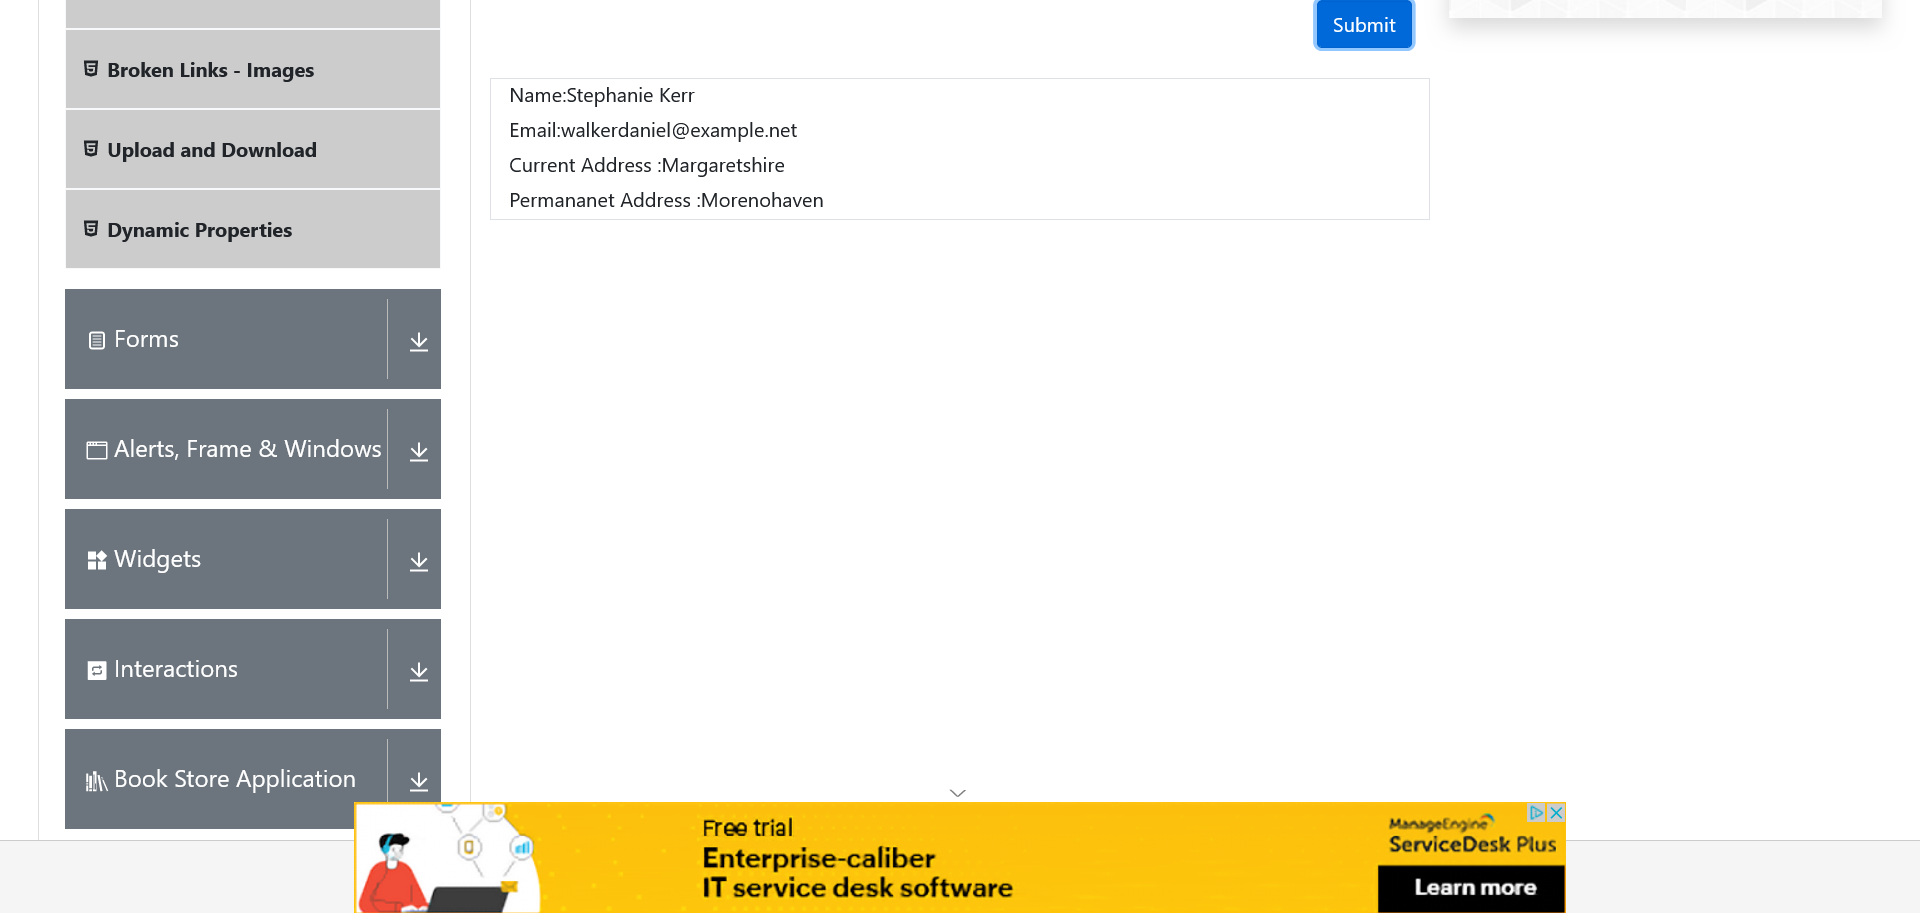 Submit
Broken Links - Images
Upload and Download
Dynamic Properties
Name:Stephanie Kerr
Email:walkerdaniel@example.net
Current Address :Margaretshire
Permananet Address :Morenohaven
Forms
Alerts, Frame & Windows
Widgets
Interactions
Book Store Application
Free trial
Enterprise-caliber
IT service desk software
ManageEngine
ServiceDesk Plus
Learn more